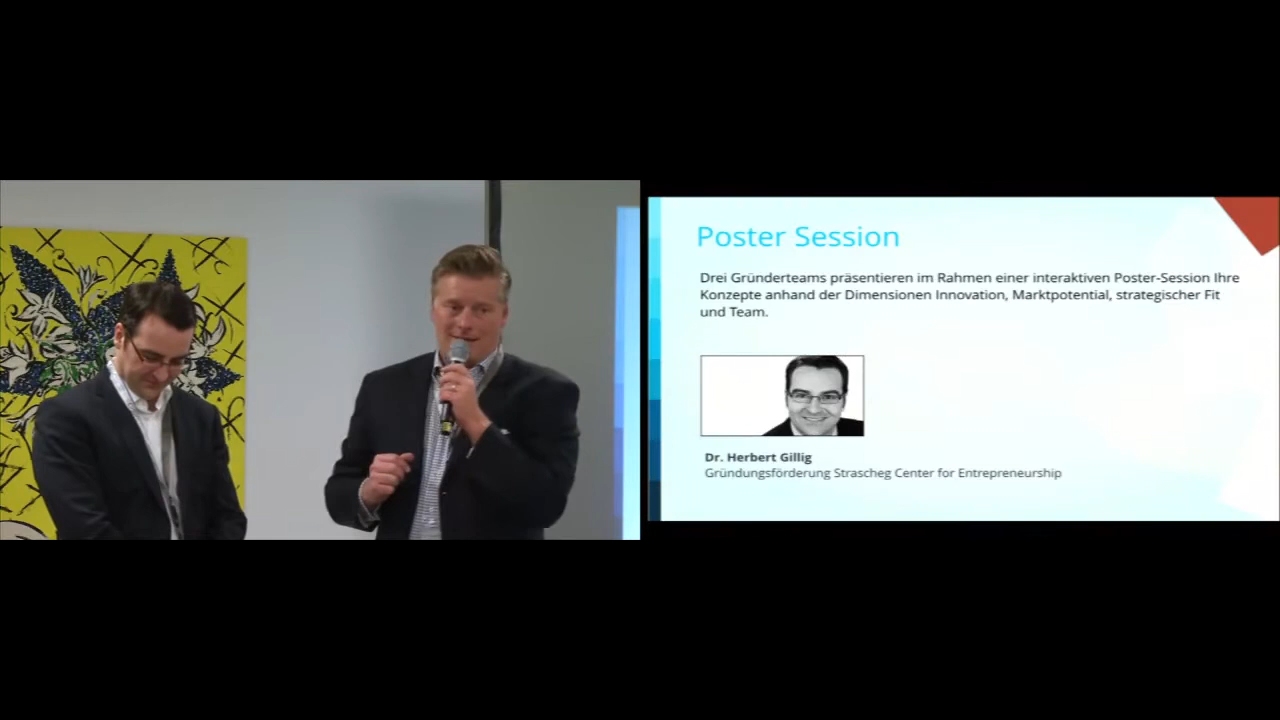 Poster Session
Drei Gründerteams präsentieren im Rahmen einer interaktiven Poster-Session Ihre
Konzepte anhand der Dimensionen Innovation, Marktpotential, strategischer Fit
und Team.
Dr. Herbert Gillig
Gründungsförderung Strascheg Center for Entrepreneurship